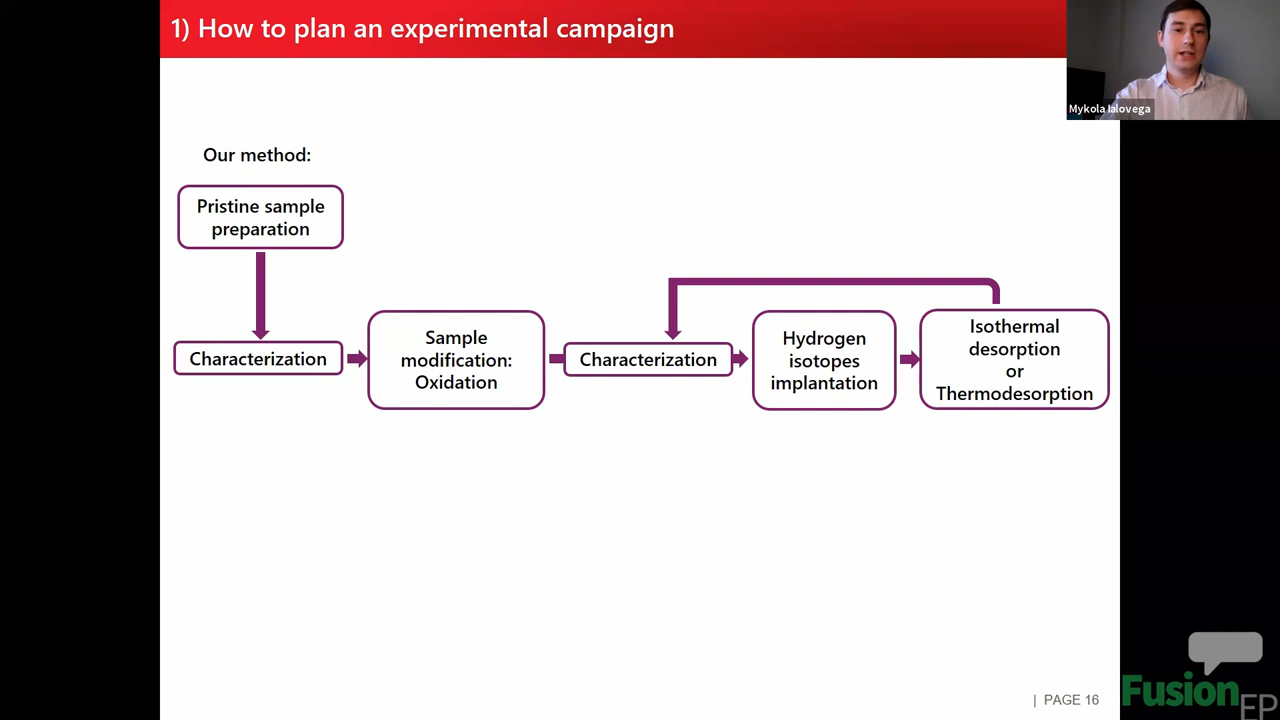 1) How to plan an experimental campaign
Mykola Ialovega
Our method:
Pristine sample
preparation
Characterization
Sample
modification:
Oxidation
Characterization
Hydrogen
isotopes
implantation
Isothermal
desorption
or
Thermodesorption
| PAGE 16
Fusion
EP